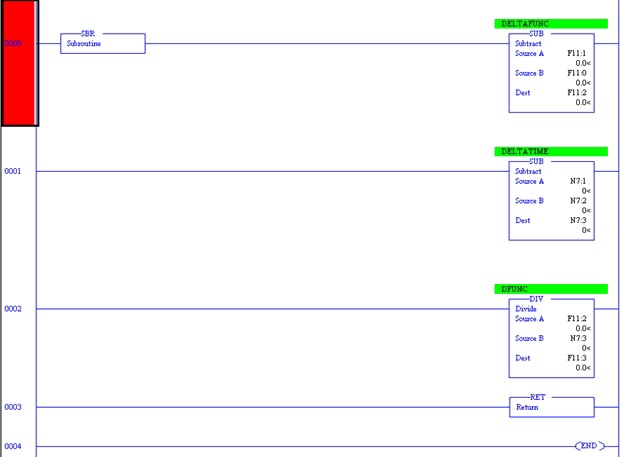 DELTAFUNC
0000 SBR SUB
Subroutine Subtract
Source A F11:1
0.0<
Source B F11:0
0.0<
Dest F11:2
0.0<
DELTATIME
0001 SUB
Subtract
Source A N7:1
0<
Source B N7:2
0<
Dest N7:3
0<
DFUNC
0002 DIV
Divide
Source A F11:2
0.0<
Source B N7:3
0<
Dest F11:3
0.0<
0003 RET
Return
0004 END